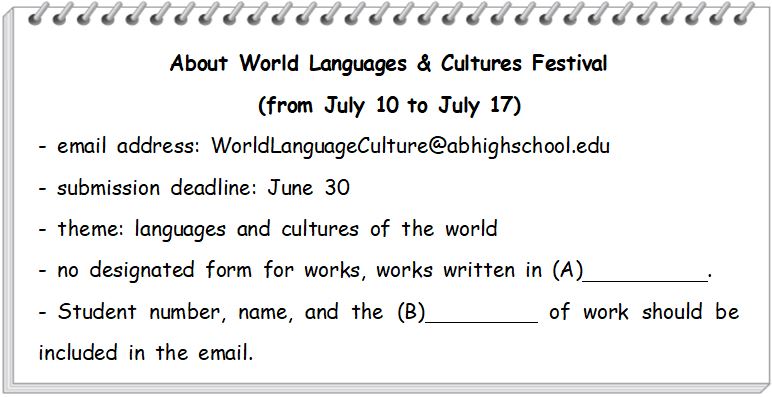 About World Languages & Cultures Festival
(from July 10 to July 17)
- email address: WorldLanguageCulture@abhighschool.edu
- submission deadline: June 30
- theme: languages and cultures of the world
- no designated form for works, works written in (A)__________.
- Student number, name, and the (B)_________ of work should be
included in the email.